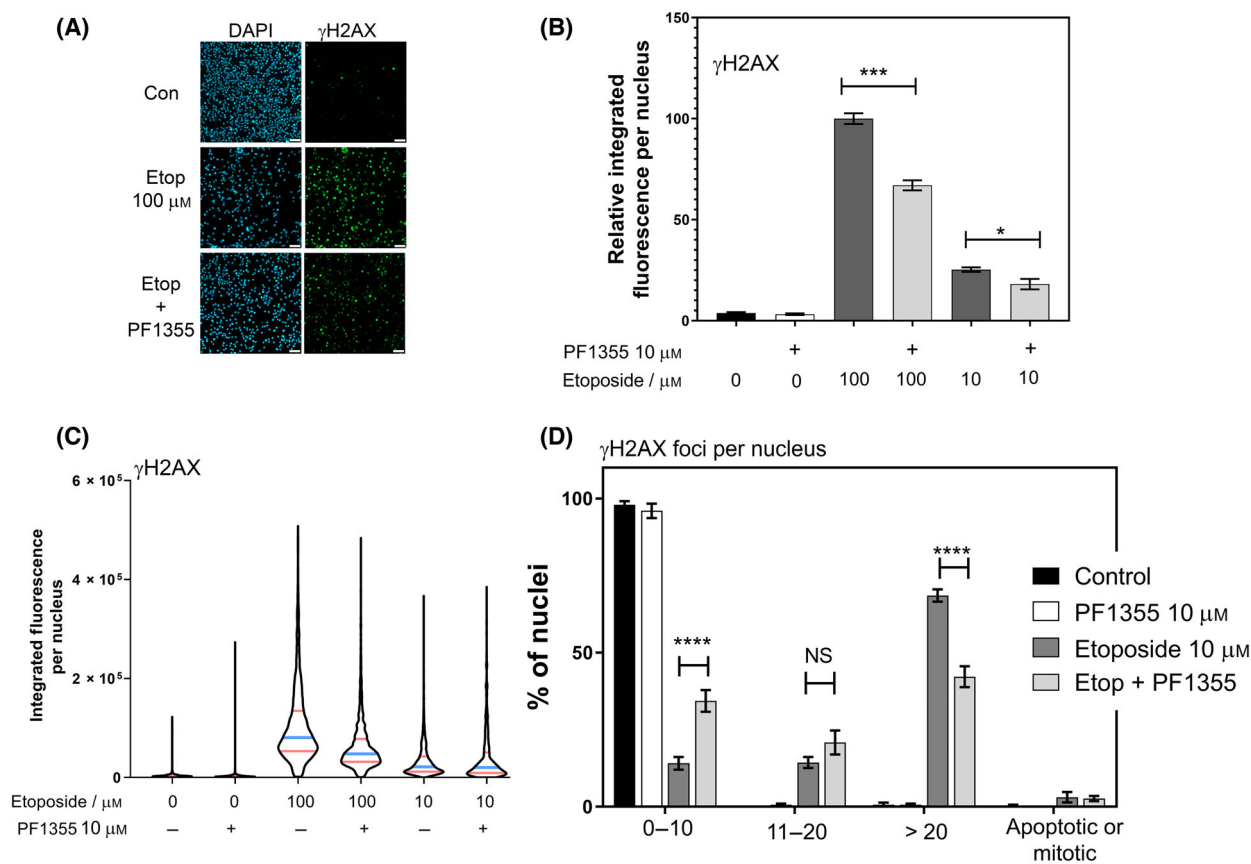 (A)
DAPI γH2AX
Con
Etop
100 μM
Etop
+
PF1355
(B)
Relative integrated
fluorescence per nucleus
150
100
50
0
γH2AX
***
*
PF1355 10 μM + + +
Etoposide / μM 0 0 100 100 10 10
(C)
γH2AX
Integrated fluorescence
per nucleus
6 × 10⁵
4 × 10⁵
2 × 10⁵
0
Etoposide / μM 0 0 100 100 10 10
PF1355 10 μM – + – + – +
(D)
γH2AX foci per nucleus
% of nuclei
100
50
0
****
NS
****
Control
PF1355 10 μM
Etoposide 10 μM
Etop + PF1355
0–10 11–20 > 20 Apoptotic or
mitotic